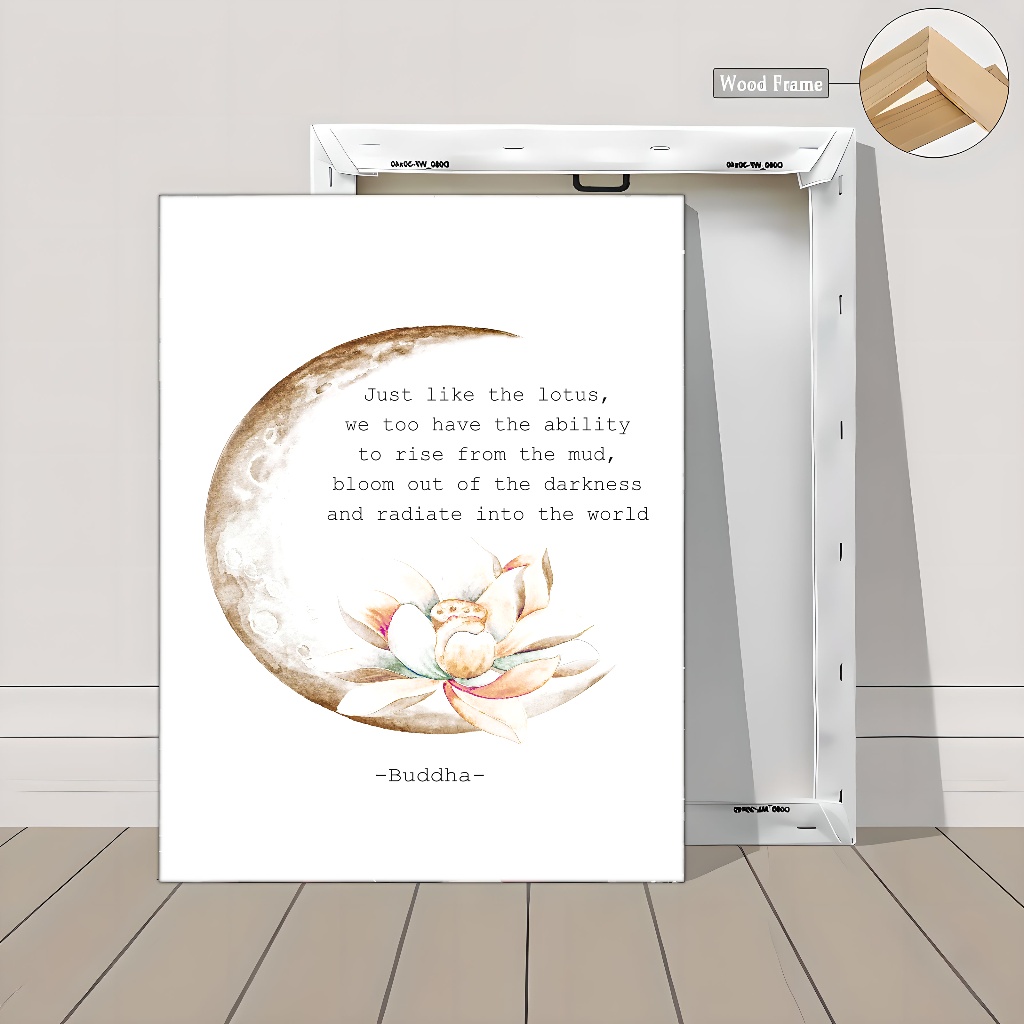 Wood Frame
Just like the lotus,
we too have the ability
to rise from the mud,
bloom out of the darkness
and radiate into the world
-Buddha-